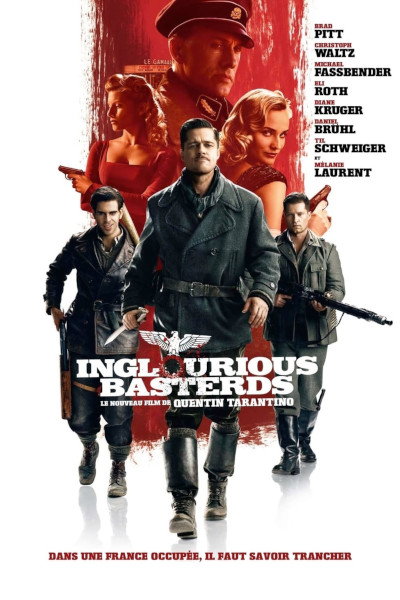 BRAD
PITT
CHRISTOPH
WALTZ
MICHAEL
FASSBENDER
ELI
ROTH
DIANE
KRUGER
DANIEL
BRÜHL
TIL
SCHWEIGER
ET
MÉLANIE
LAURENT
INGLOURIOUS
BASTERDS
LE NOUVEAU FILM DE QUENTIN TARANTINO
DANS UNE FRANCE OCCUPÉE, IL FAUT SAVOIR TRANCHER